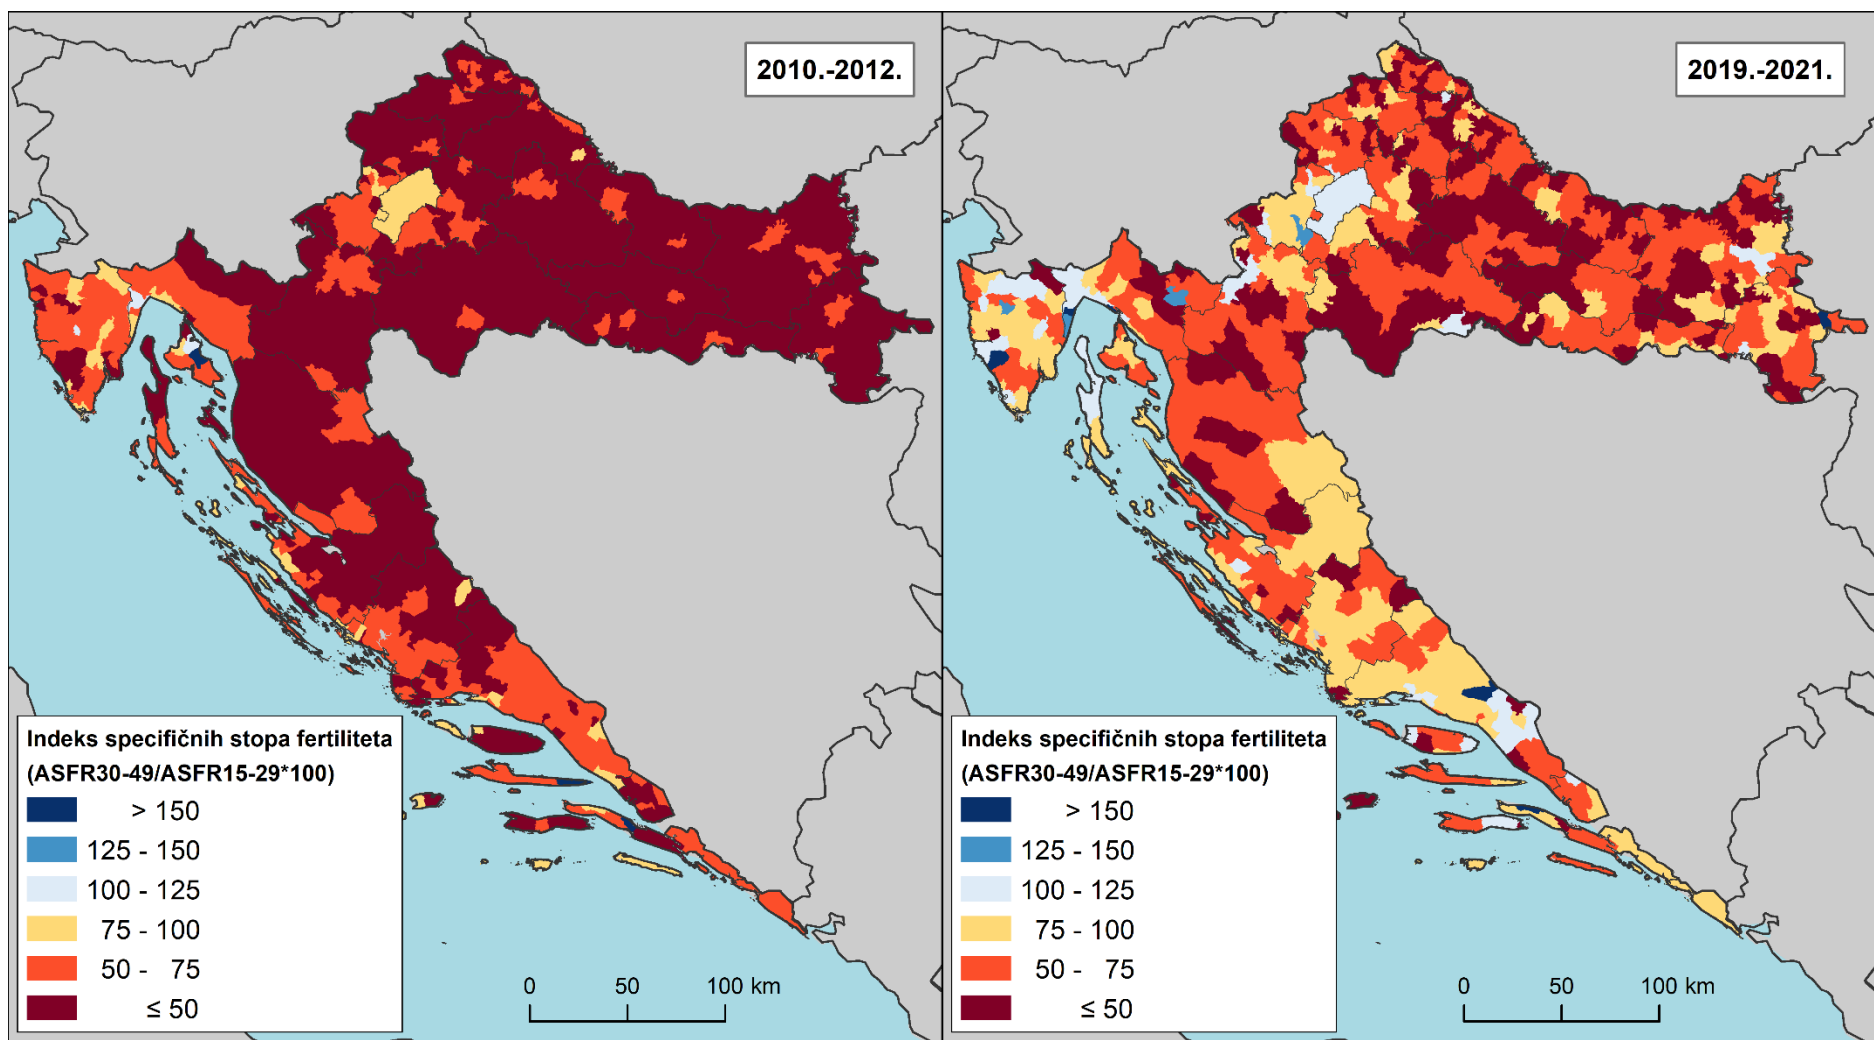 2010.-2012.
Indeks specifičnih stopa fertiliteta
(ASFR30-49/ASFR15-29*100)
> 150
125 - 150
100 - 125
75 - 100
50 - 75
≤ 50
0 50 100 km
2019.-2021.
Indeks specifičnih stopa fertiliteta
(ASFR30-49/ASFR15-29*100)
> 150
125 - 150
100 - 125
75 - 100
50 - 75
≤ 50
0 50 100 km